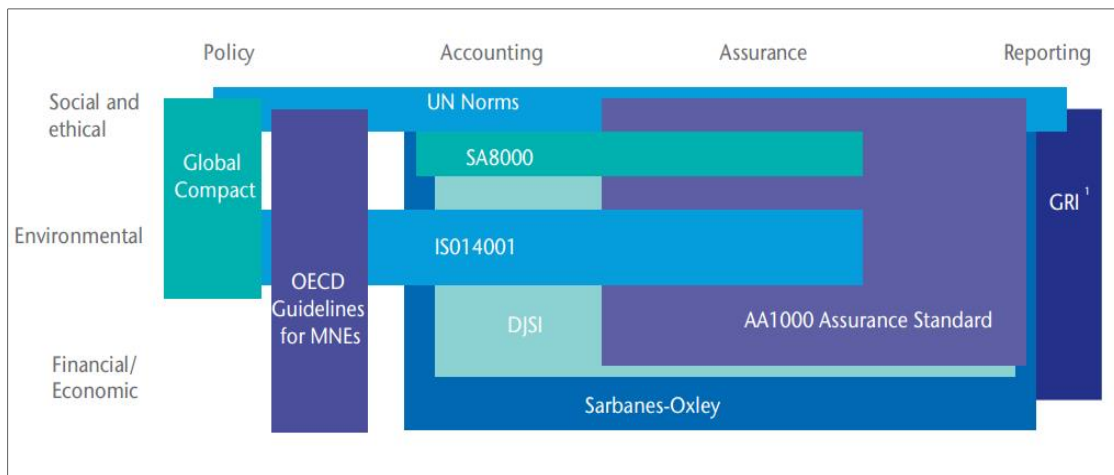 Policy
Accounting
Assurance
Reporting
Social and
ethical
UN Norms
Global
Compact
SA8000
GRI 1
Environmental
IS014001
OECD
Guidelines
for MNEs
DJSI
AA1000 Assurance Standard
Financial/
Economic
Sarbanes-Oxley